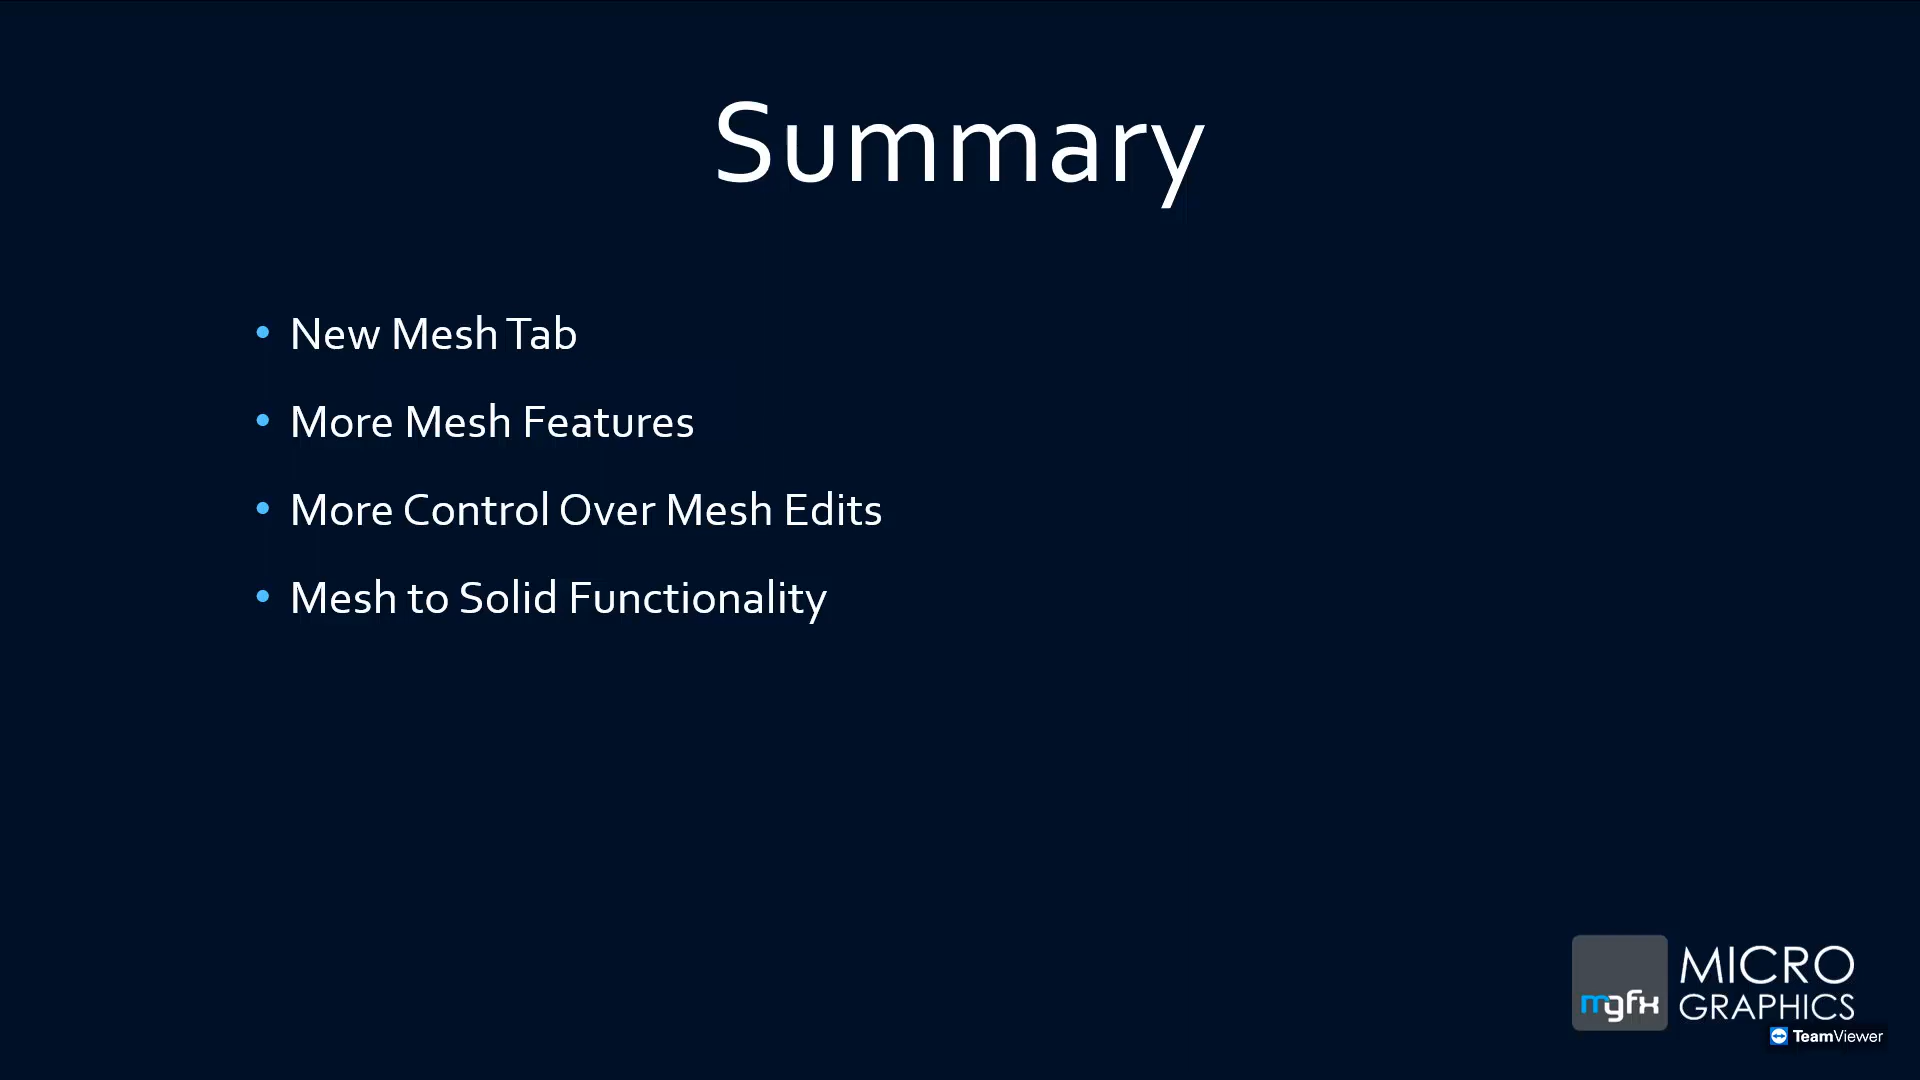 Summary
• New Mesh Tab
• More Mesh Features
• More Control Over Mesh Edits
• Mesh to Solid Functionality
mgfx
MICRO
GRAPHICS
TeamViewer